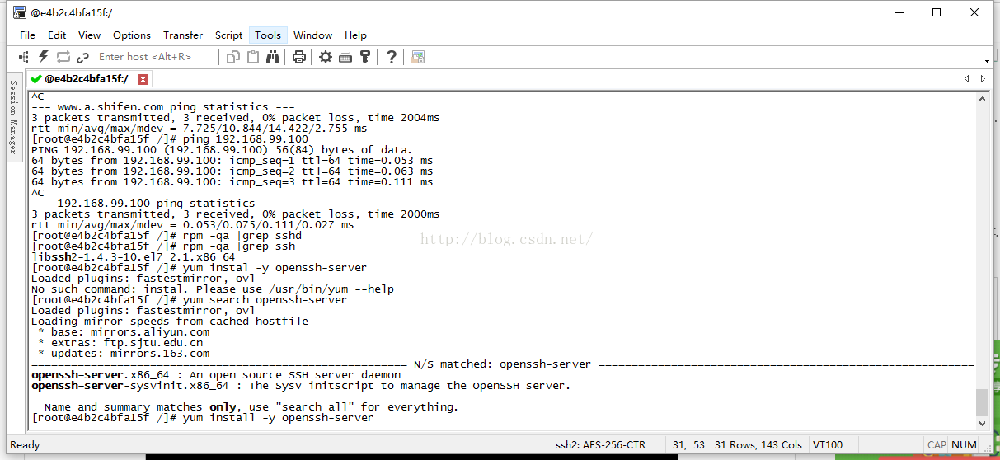 @e4b2c4bfa15f:/
File Edit View Options Transfer Script Tools Window Help
Enter host <Alt+R>
@e4b2c4bfa15f:/
Session Manager
^C
--- www.a.shifen.com ping statistics ---
3 packets transmitted, 3 received, 0% packet loss, time 2004ms
rtt min/avg/max/mdev = 7.725/10.844/14.422/2.755 ms
[root@e4b2c4bfa15f /]# ping 192.168.99.100
PING 192.168.99.100 (192.168.99.100) 56(84) bytes of data.
64 bytes from 192.168.99.100: icmp_seq=1 ttl=64 time=0.053 ms
64 bytes from 192.168.99.100: icmp_seq=2 ttl=64 time=0.063 ms
64 bytes from 192.168.99.100: icmp_seq=3 ttl=64 time=0.111 ms
^C
--- 192.168.99.100 ping statistics ---
3 packets transmitted, 3 received, 0% packet loss, time 2000ms
rtt min/avg/max/mdev = 0.053/0.075/0.111/0.027 ms
[root@e4b2c4bfa15f /]# rpm -qa |grep sshd
http://blog.csdn.net/
[root@e4b2c4bfa15f /]# rpm -qa |grep ssh
libssh2-1.4.3-10.el7_2.1.x86_64
[root@e4b2c4bfa15f /]# yum instal -y openssh-server
Loaded plugins: fastestmirror, ovl
No such command: instal. Please use /usr/bin/yum --help
[root@e4b2c4bfa15f /]# yum search openssh-server
Loaded plugins: fastestmirror, ovl
Loading mirror speeds from cached hostfile
* base: mirrors.aliyun.com
* extras: ftp.sjtu.edu.cn
* updates: mirrors.163.com
========================================================= N/S matched: openssh-server =========================================================
openssh-server.x86_64 : An open source SSH server daemon
openssh-server-sysvinit.x86_64 : The SysV initscript to manage the OpenSSH server.
Name and summary matches only, use "search all" for everything.
[root@e4b2c4bfa15f /]# yum install -y openssh-server
Ready ssh2: AES-256-CTR 31, 53 31 Rows, 143 Cols VT100 CAP NUM